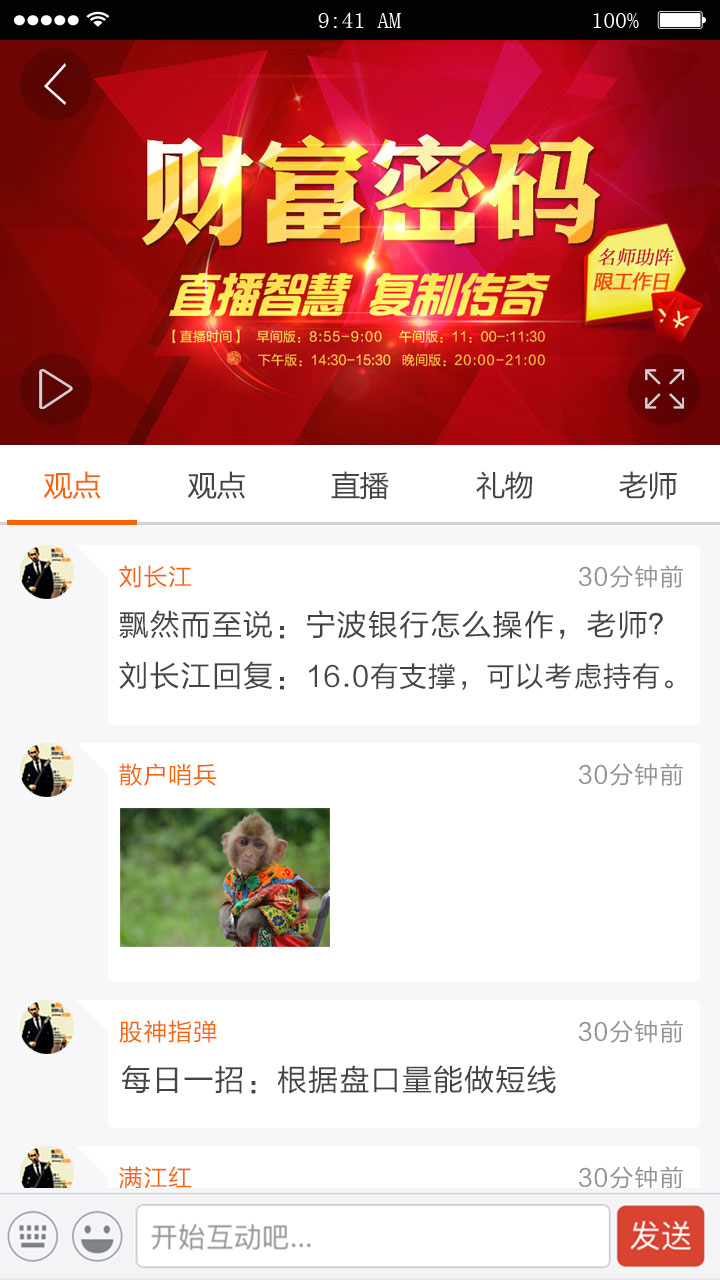 9:41 AM
100%
财富密码
名师助阵
限工作日
直播智慧 复制传奇
【直播时间】 早间版：8:55-9:00 午间版：11：00-:11:30
下午版：14:30-15:30 晚间版：20:00-21:00
观点 观点 直播 礼物 老师
刘长江 30分钟前
飘然而至说：宁波银行怎么操作，老师？
刘长江回复：16.0有支撑，可以考虑持有。
散户哨兵 30分钟前
股神指弹 30分钟前
每日一招：根据盘口量能做短线
满江红 30分钟前
开始互动吧...
发送